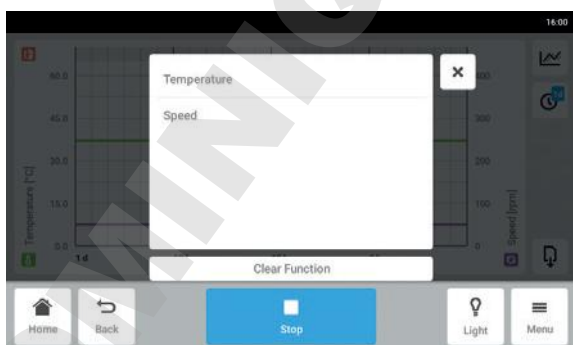 16:00
Temperature
Speed
60.0
45.0
30.0
15.0
0.0
Temperature [°C]
300
200
100
0
Speed [rpm]
1 d
Clear Function
Home
Back
Stop
Light
Menu